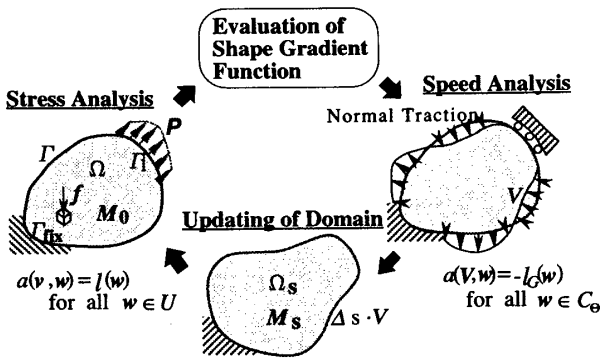 Evaluation of
Shape Gradient
Function
Stress Analysis
Speed Analysis
P
Normal Traction
Γ
Ω
Γ₁
f
M₀
Γfix
V
Updating of Domain
a(v,w)=l(w)
for all w∈U
Ωs
Ms
Δs·V
a(V,w)=-lG(w)
for all w∈CΘ